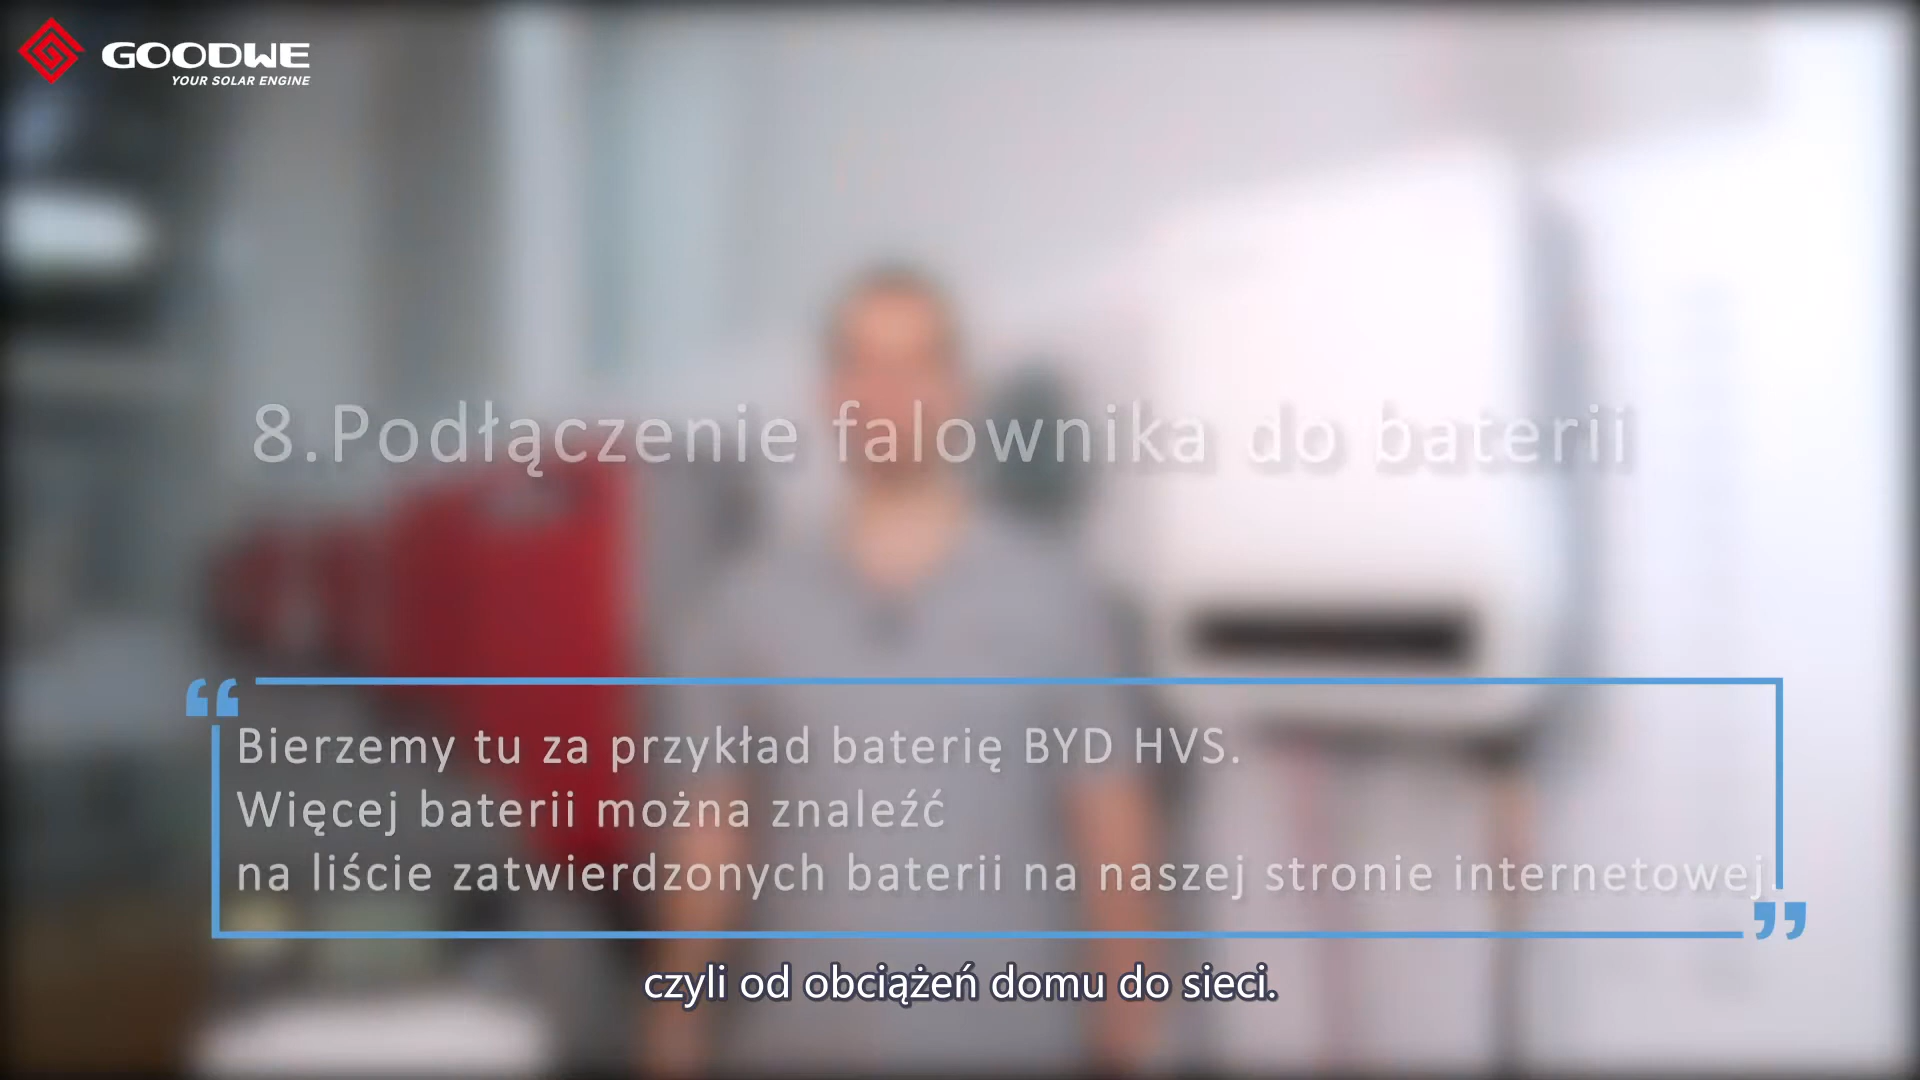 GOODWE
YOUR SOLAR ENGINE
8.Podłączenie falownika do baterii
“
Bierzemy tu za przykład baterię BYD HVS.
Więcej baterii można znaleźć
na liście zatwierdzonych baterii na naszej stronie internetowej.
”
czyli od obciążeń domu do sieci.